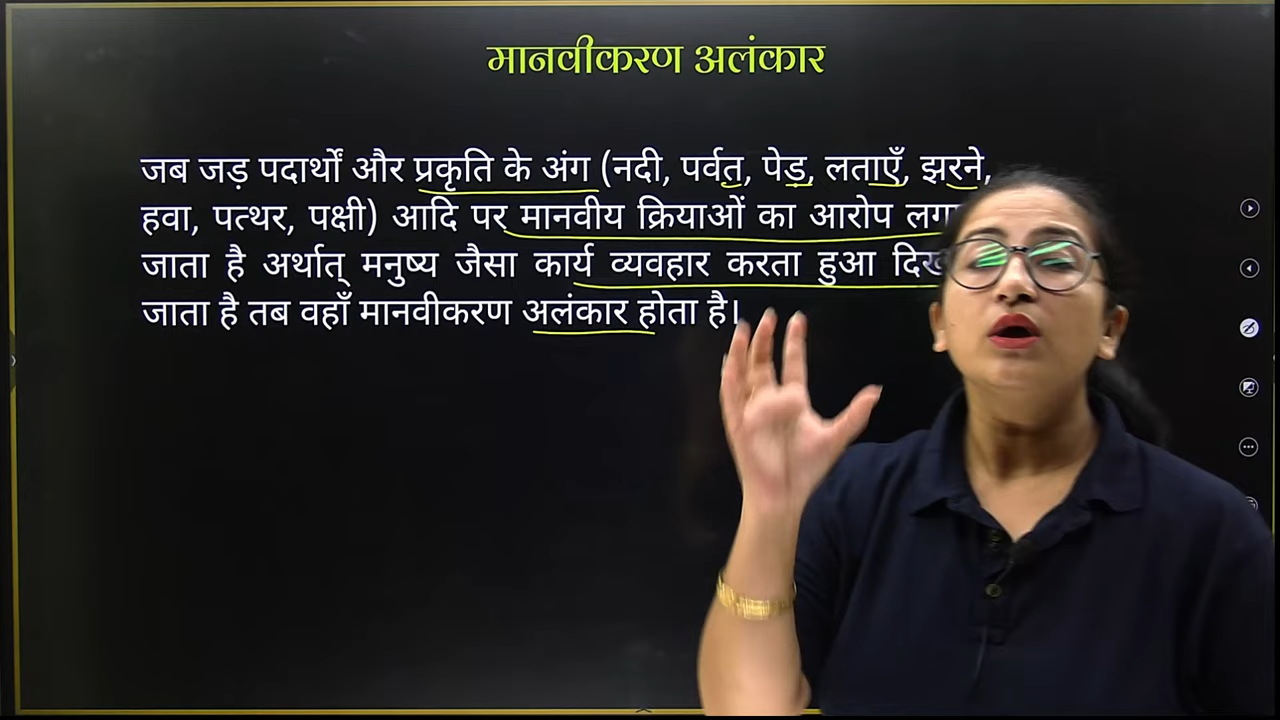 मानवीकरण अलंकार
जब जड़ पदार्थों और प्रकृति के अंग (नदी, पर्वत, पेड़, लताएँ, झरने,
हवा, पत्थर, पक्षी) आदि पर मानवीय क्रियाओं का आरोप
जाता है अर्थात् मनुष्य जैसा कार्य व्यवहार करता हुआ
जाता है तब वहाँ मानवीकरण अलंकार होता है।